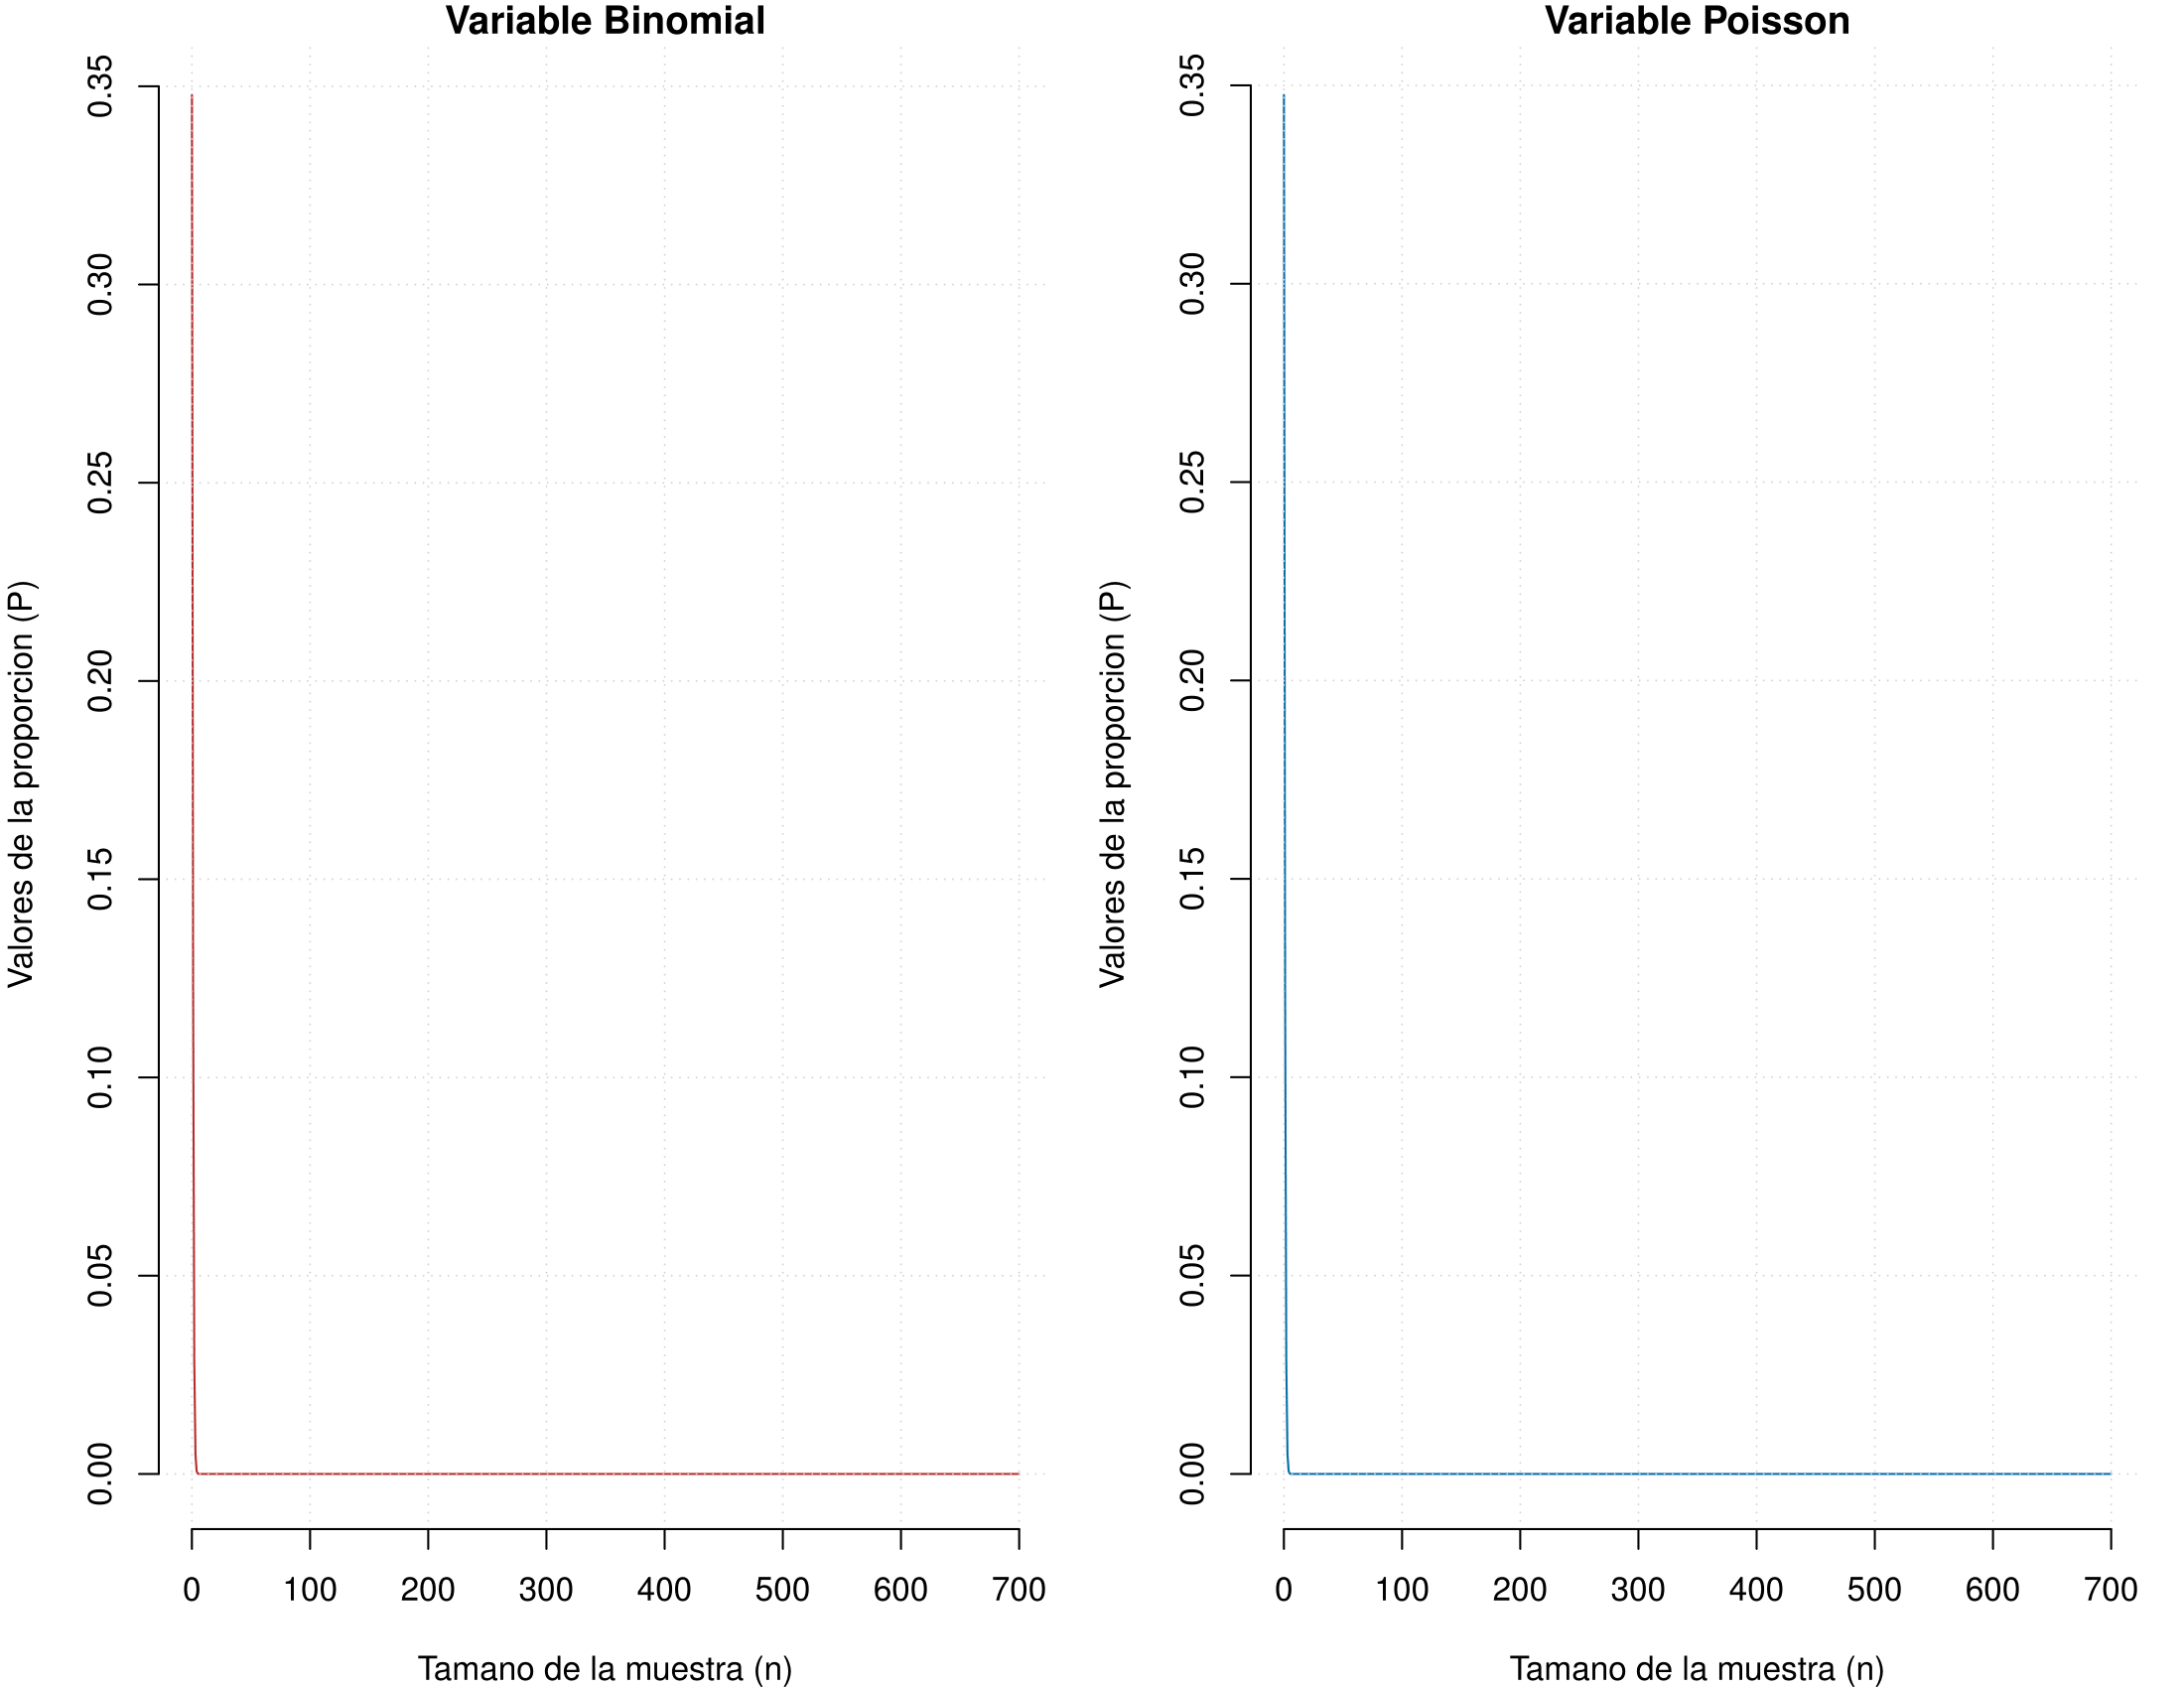 Variable Binomial
Valores de la proporcion (P)
0.35
0.30
0.25
0.20
0.15
0.10
0.05
0.00
0 100 200 300 400 500 600 700
Tamano de la muestra (n)
Variable Poisson
Valores de la proporcion (P)
0.35
0.30
0.25
0.20
0.15
0.10
0.05
0.00
0 100 200 300 400 500 600 700
Tamano de la muestra (n)